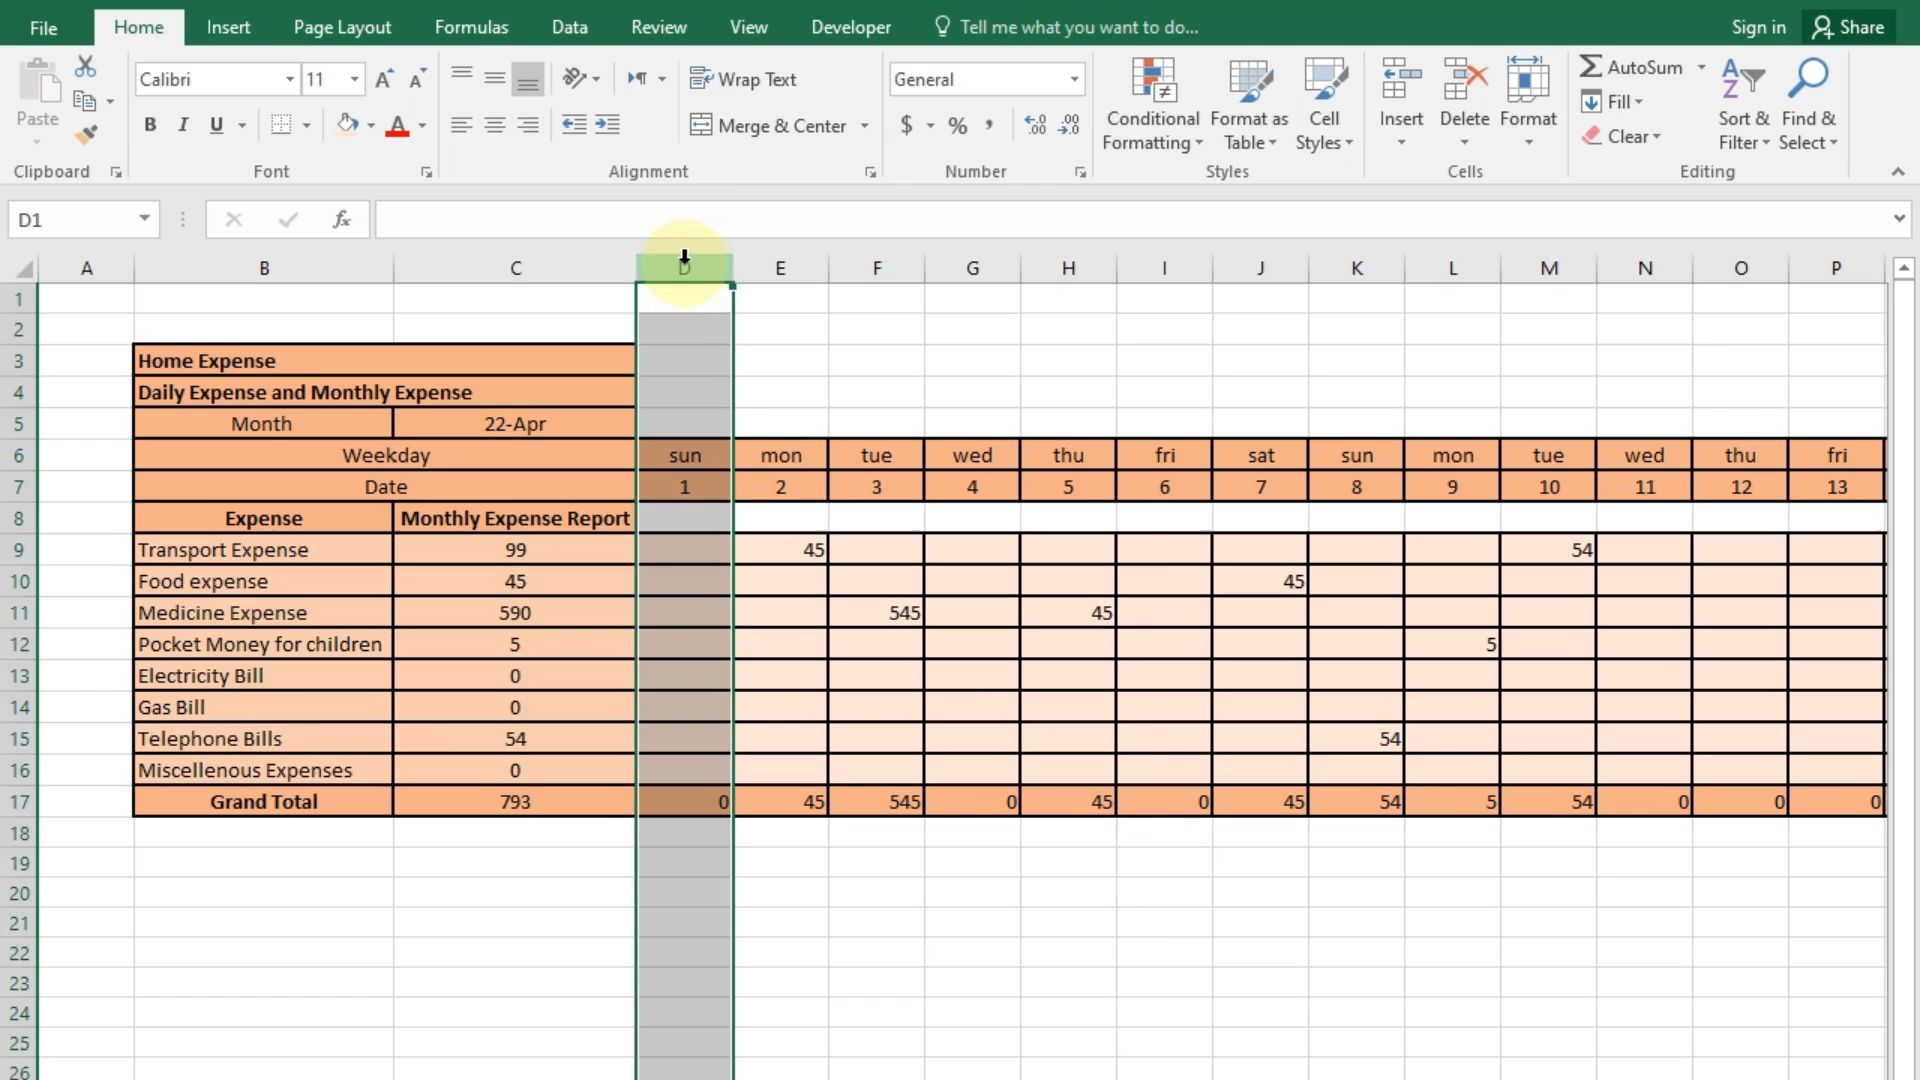 File Home Insert Page Layout Formulas Data Review View Developer Tell me what you want to do... Sign in Share
Calibri 11 A A Wrap Text General AutoSum
Paste Conditional Formatting Format as Table Cell Styles Insert Delete Format Fill Sort & Filter Find & Select
B I U A Merge & Center $ % , .00 .0 Clear
Clipboard Font Alignment Number Styles Cells Editing
D1 fx
A B C D E F G H I J K L M N O P
1
2
3 Home Expense
4 Daily Expense and Monthly Expense
5 Month 22-Apr
6 Weekday sun mon tue wed thu fri sat sun mon tue wed thu fri
7 Date 1 2 3 4 5 6 7 8 9 10 11 12 13
8 Expense Monthly Expense Report
9 Transport Expense 99 45 54
10 Food expense 45 45
11 Medicine Expense 590 545 45
12 Pocket Money for children 5 5
13 Electricity Bill 0
14 Gas Bill 0
15 Telephone Bills 54 54
16 Miscellenous Expenses 0
17 Grand Total 793 0 45 545 0 45 0 45 54 5 54 0 0 0
18
19
20
21
22
23
24
25
26